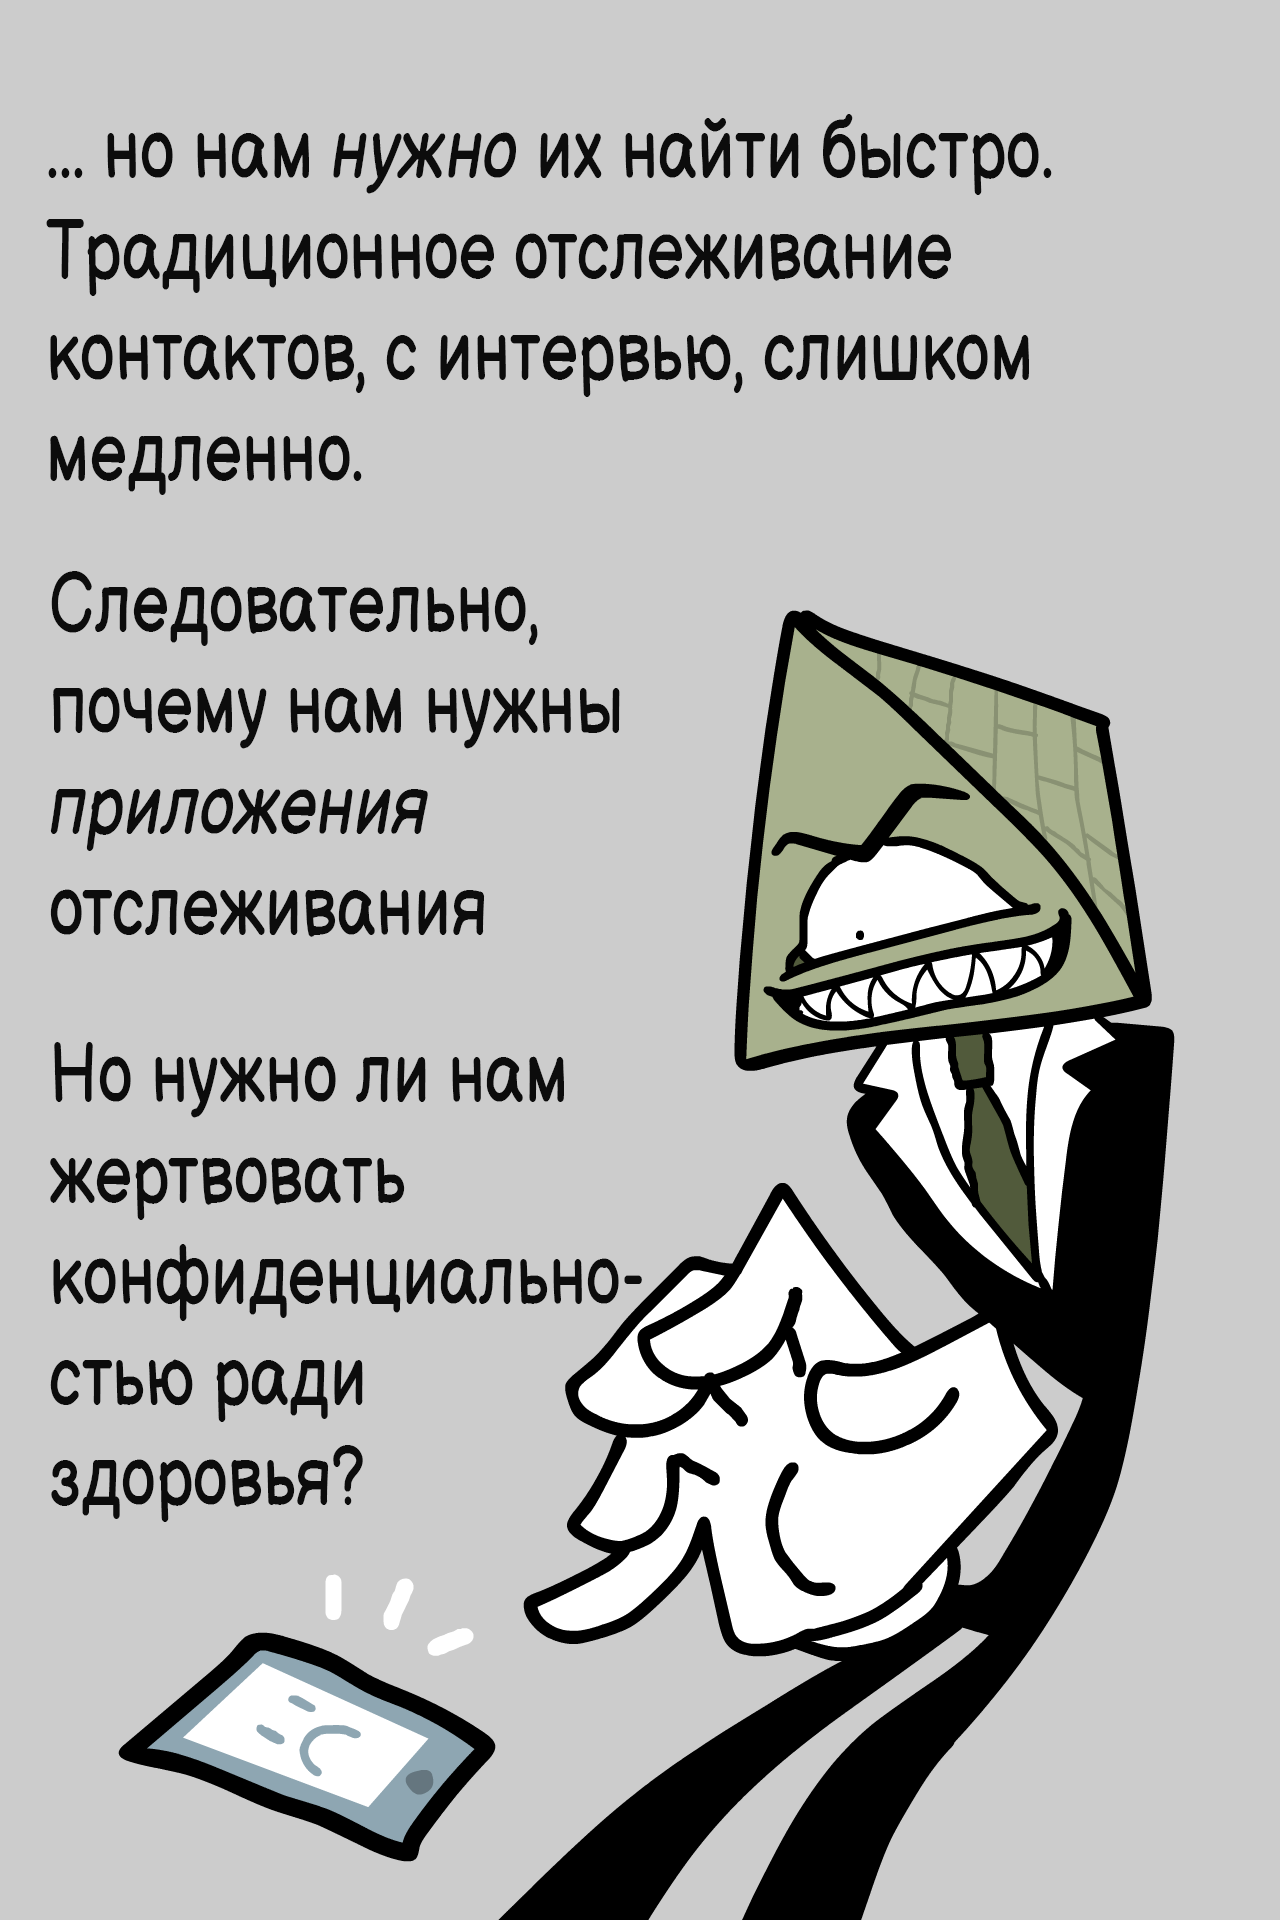 ... но нам нужно их найти быстро.
Традиционное отслеживание
контактов, с интервью, слишком
медленно.
Следовательно,
почему нам нужны
приложения
отслеживания
Но нужно ли нам
жертвовать
конфиденциально-
стью ради
здоровья?